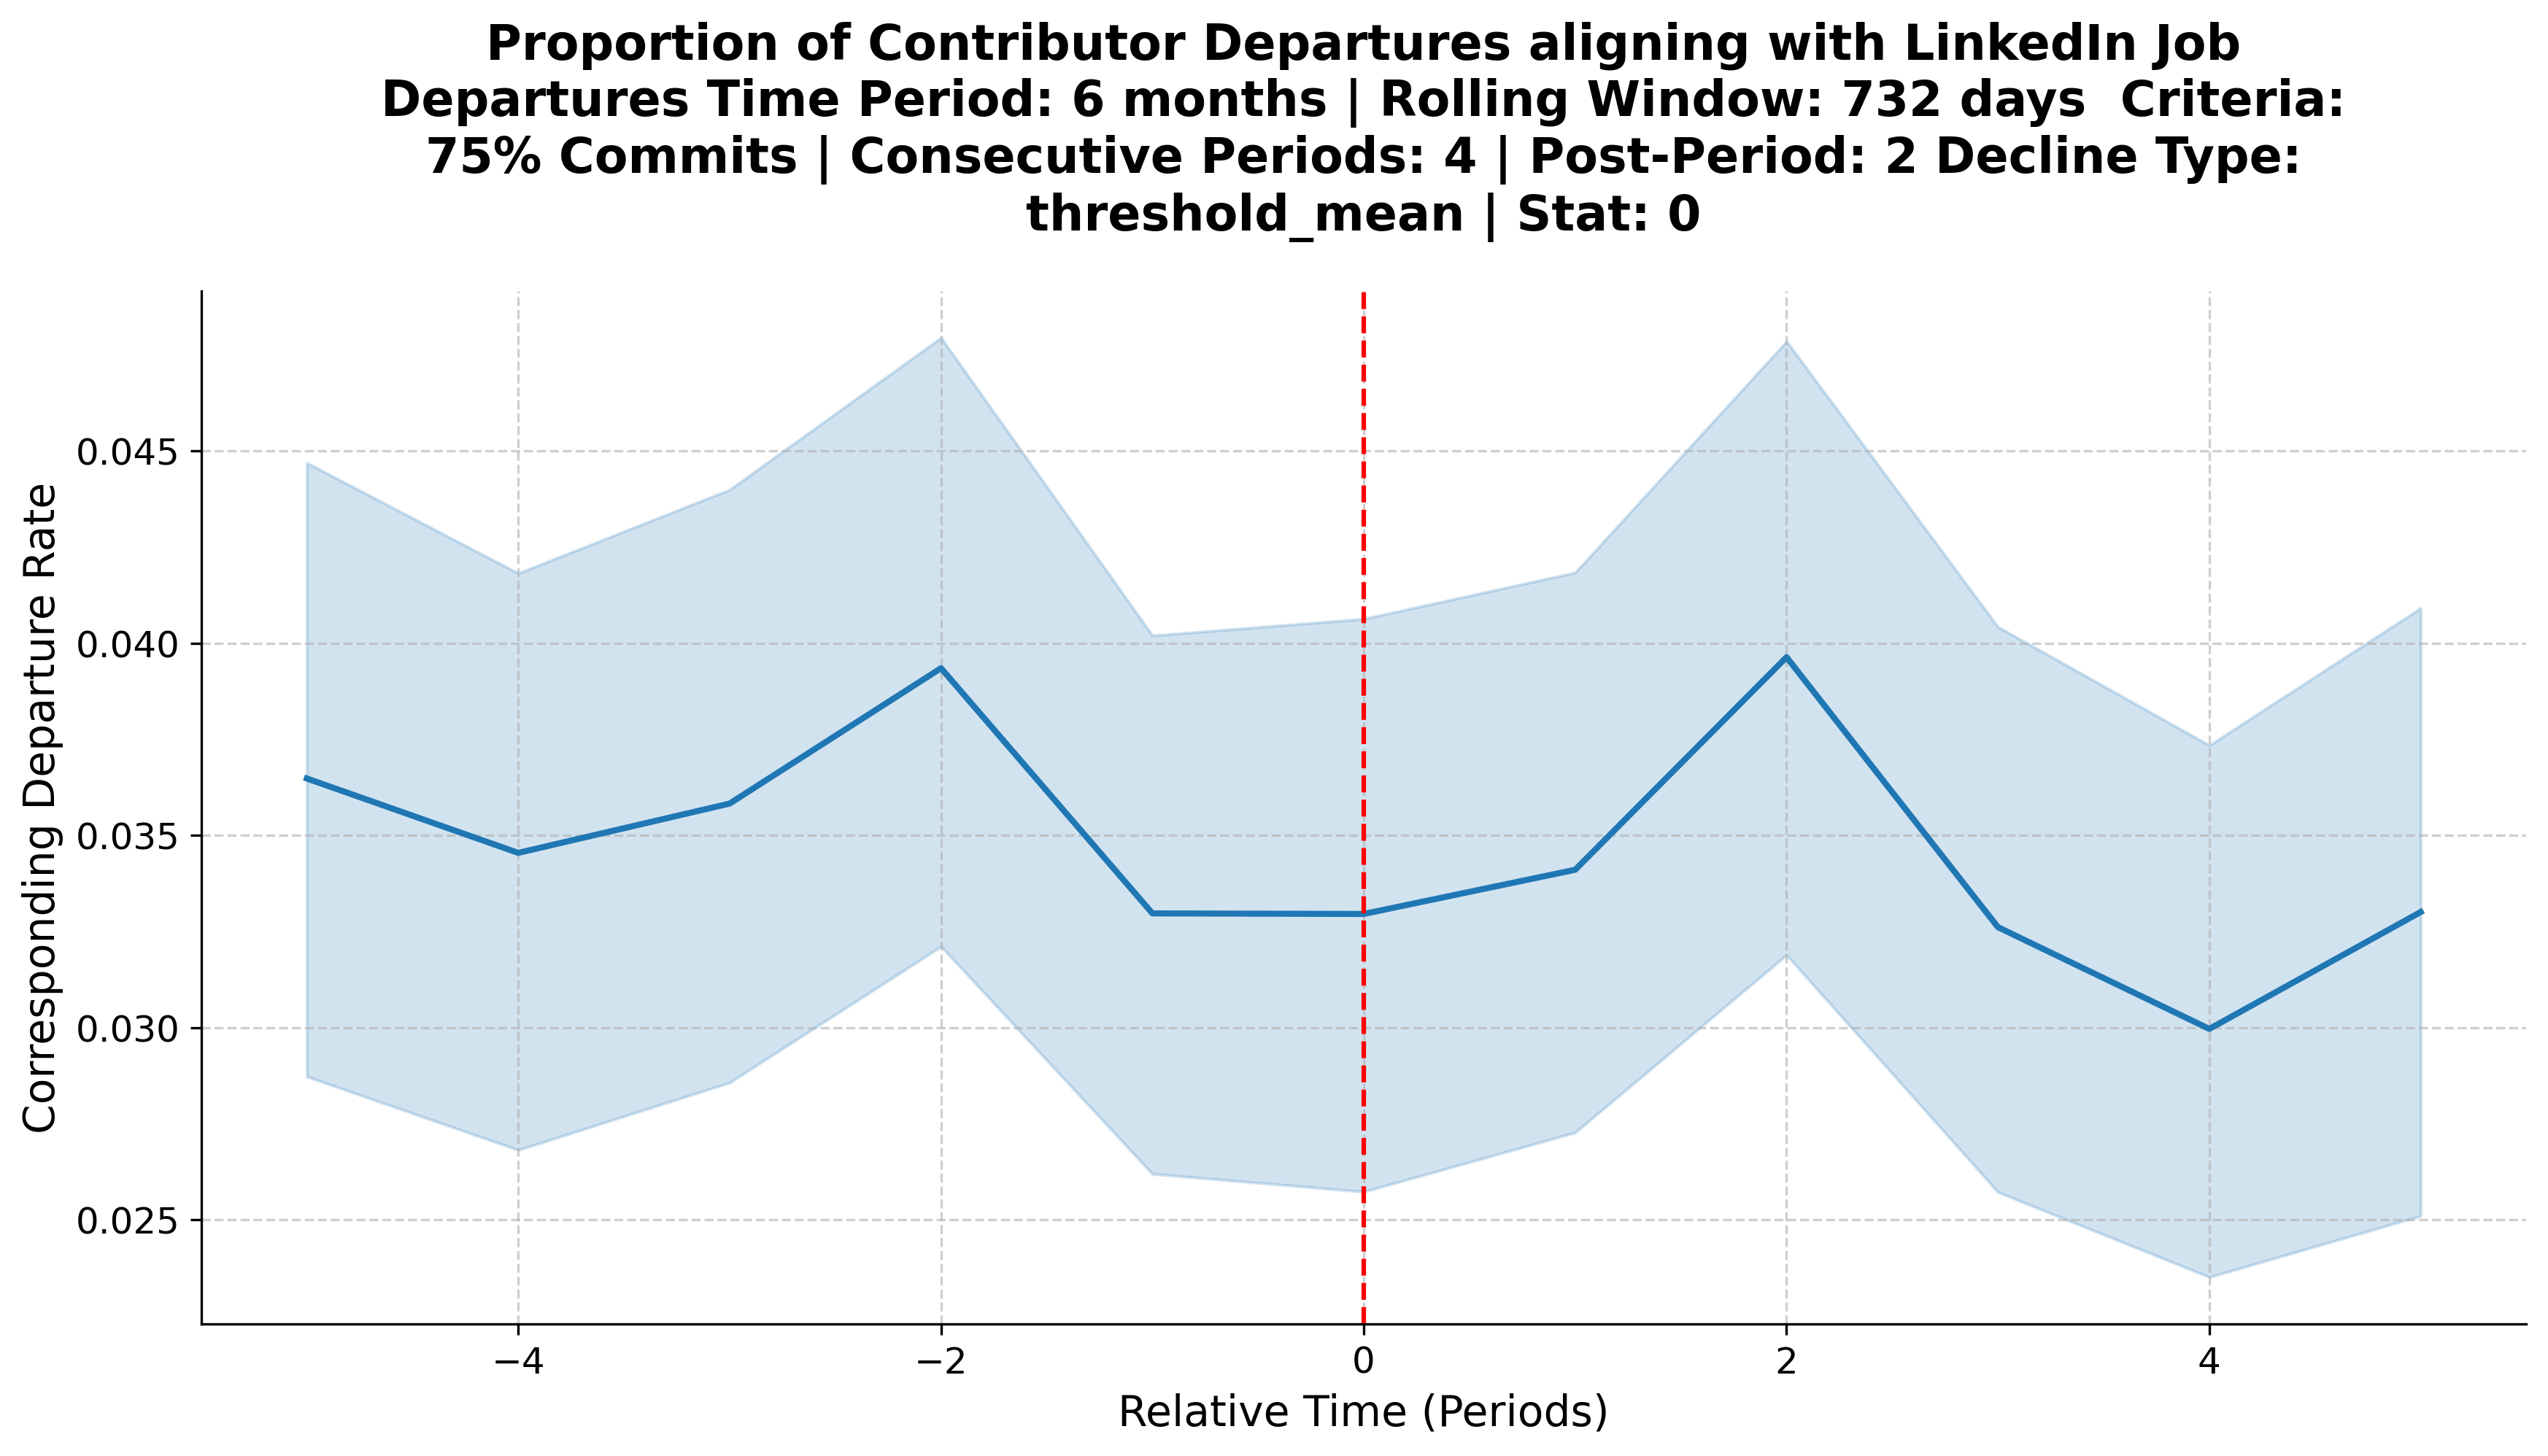 Proportion of Contributor Departures aligning with LinkedIn Job
Departures Time Period: 6 months | Rolling Window: 732 days  Criteria:
75% Commits | Consecutive Periods: 4 | Post-Period: 2 Decline Type:
threshold_mean | Stat: 0
Corresponding Departure Rate
0.045
0.040
0.035
0.030
0.025
−4
−2
0
2
4
Relative Time (Periods)